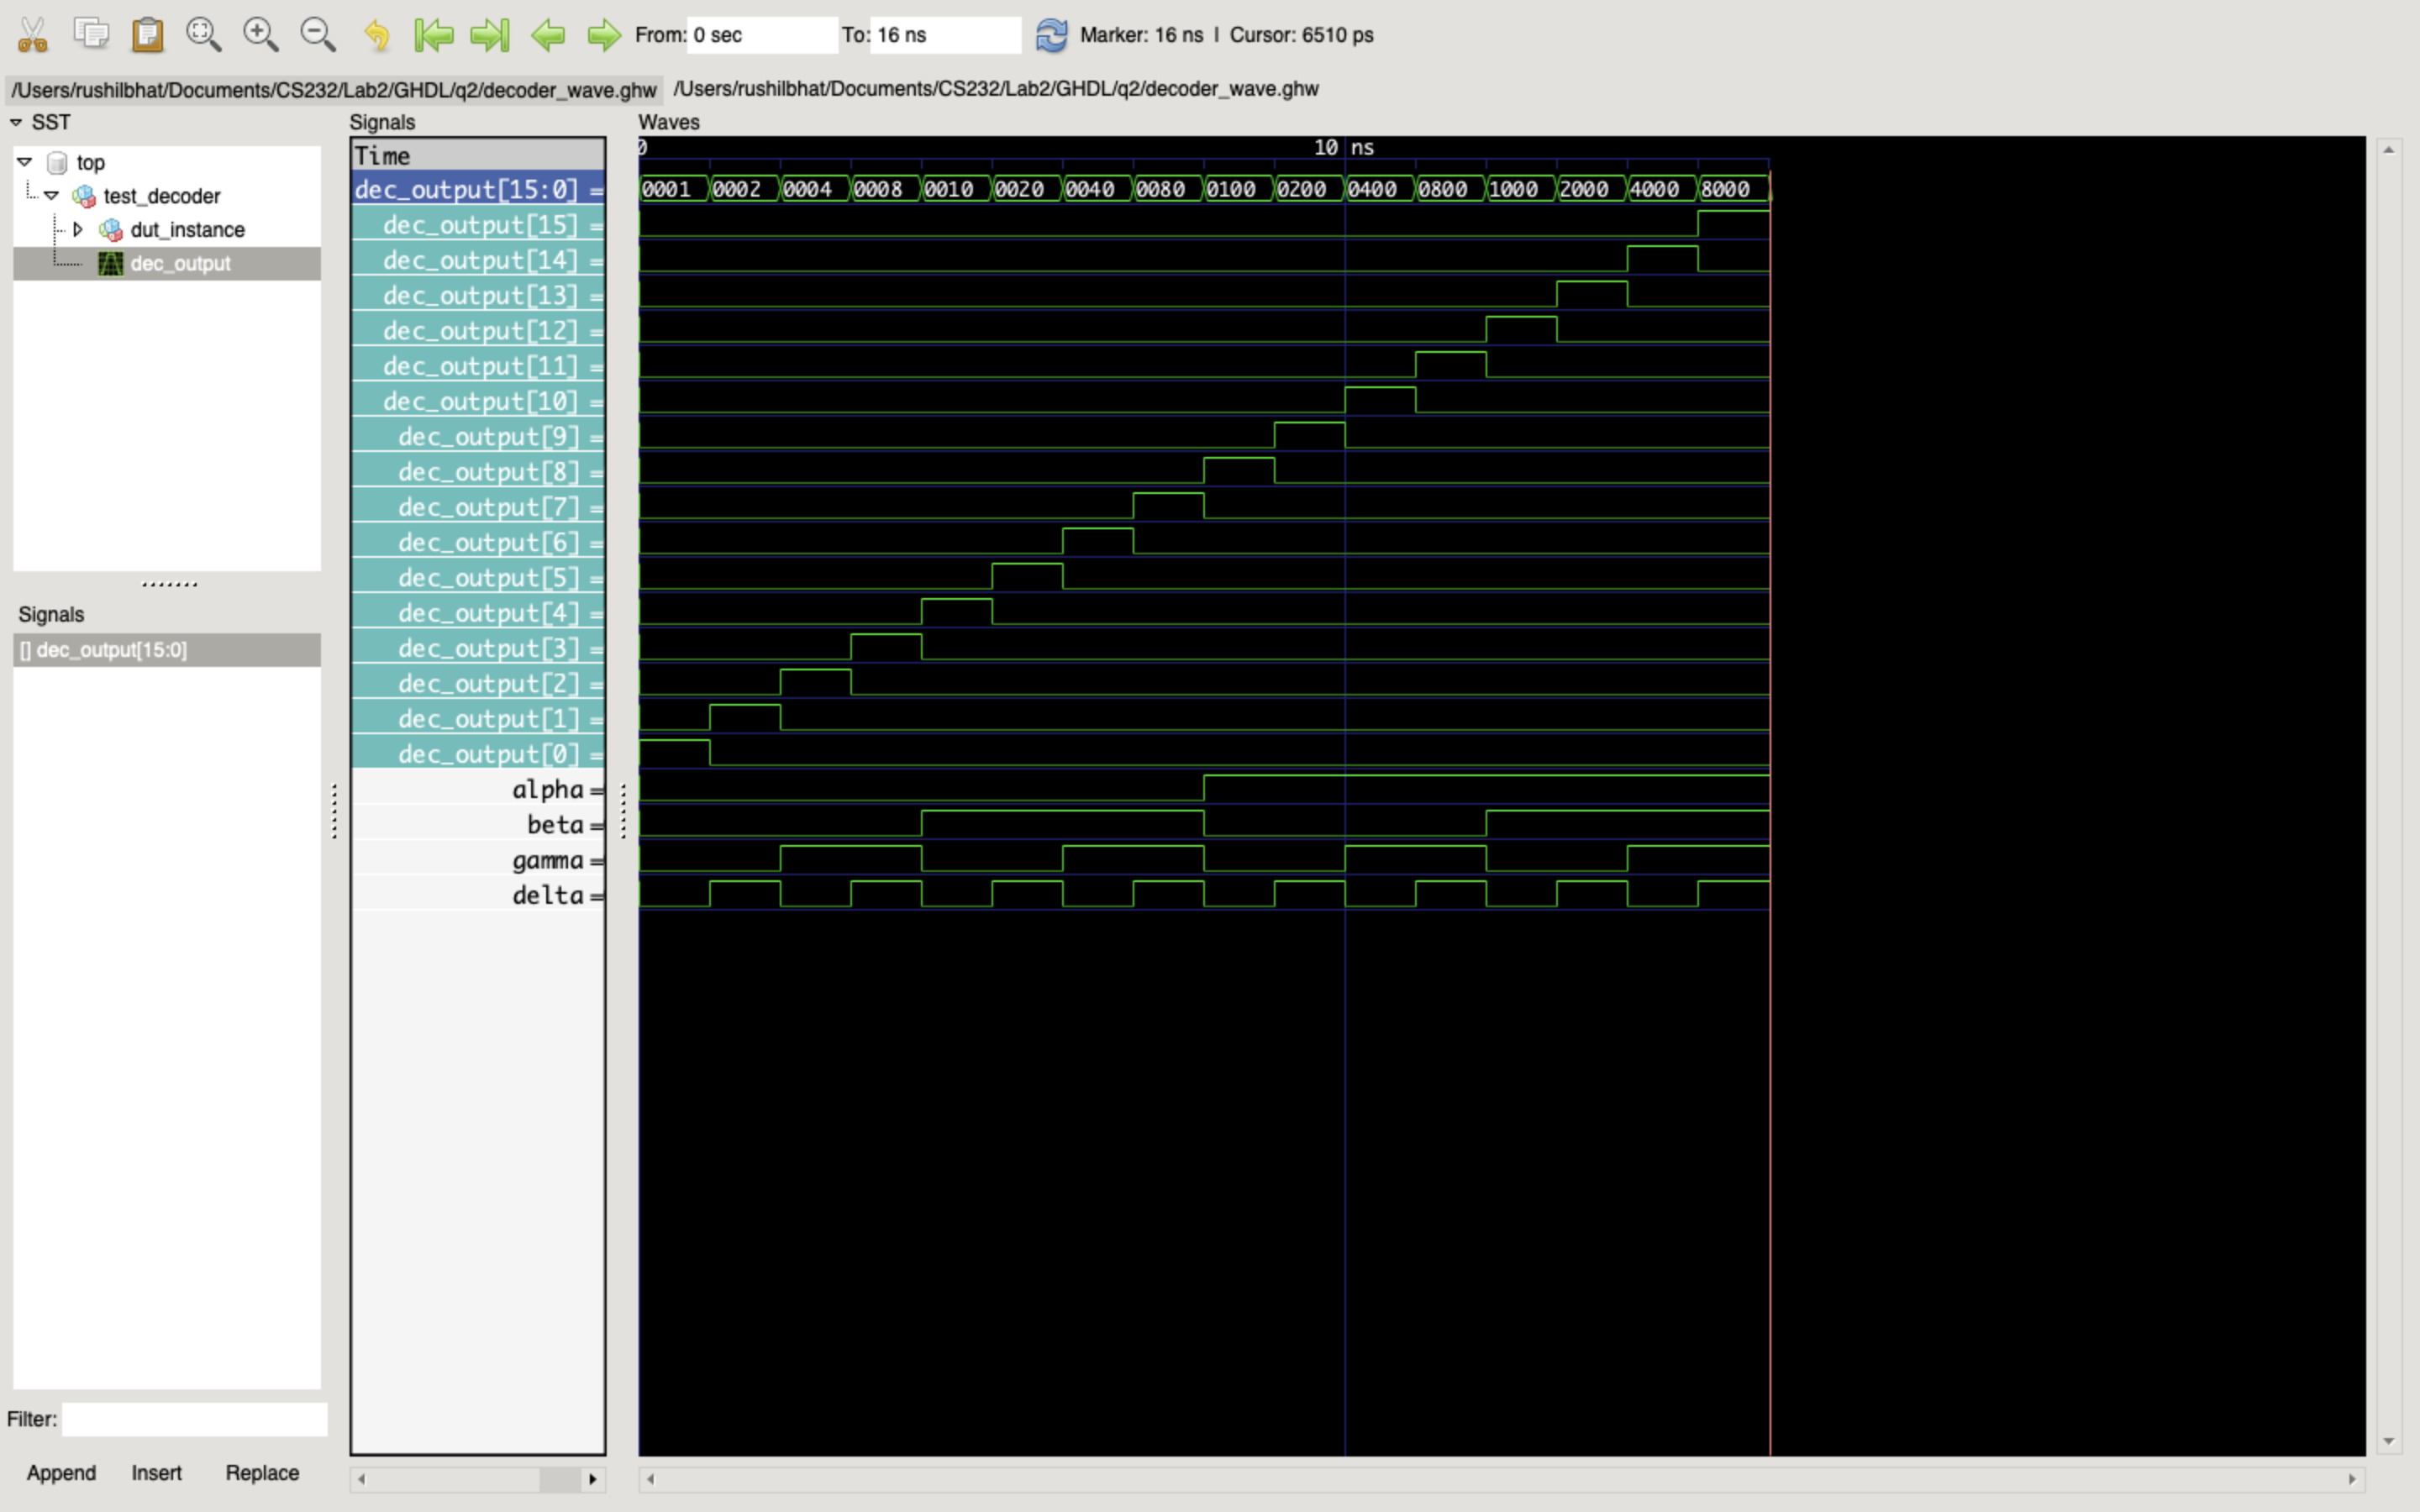 From: 0 sec To: 16 ns Marker: 16 ns | Cursor: 6510 ps
/Users/rushilbhat/Documents/CS232/Lab2/GHDL/q2/decoder_wave.ghw /Users/rushilbhat/Documents/CS232/Lab2/GHDL/q2/decoder_wave.ghw
SST
top
test_decoder
dut_instance
dec_output
Signals
[] dec_output[15:0]
Filter:
Append Insert Replace
Signals
Time
dec_output[15:0] =
dec_output[15] =
dec_output[14] =
dec_output[13] =
dec_output[12] =
dec_output[11] =
dec_output[10] =
dec_output[9] =
dec_output[8] =
dec_output[7] =
dec_output[6] =
dec_output[5] =
dec_output[4] =
dec_output[3] =
dec_output[2] =
dec_output[1] =
dec_output[0] =
alpha =
beta =
gamma =
delta =
Waves
0 10 ns
0001 0002 0004 0008 0010 0020 0040 0080 0100 0200 0400 0800 1000 2000 4000 8000